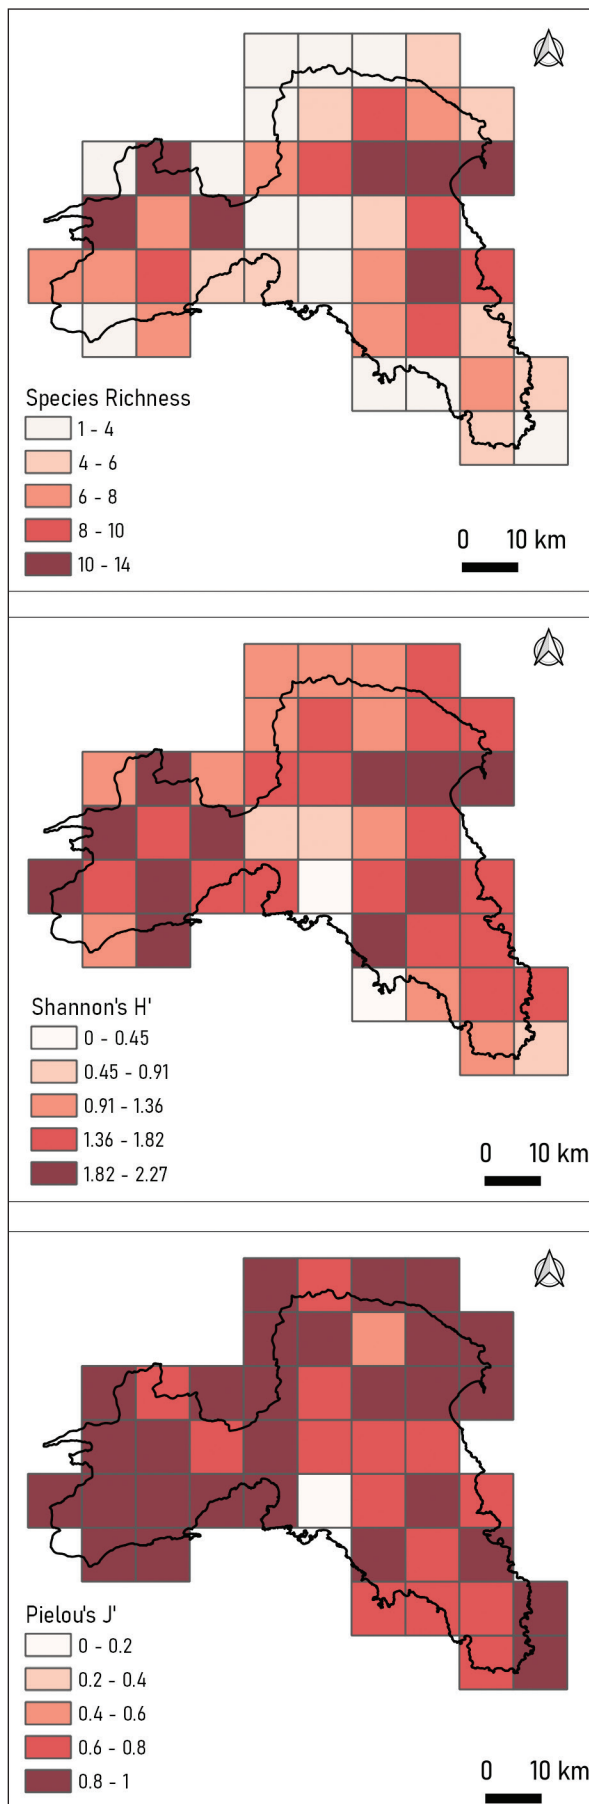 Species Richness
1 - 4
4 - 6
6 - 8
8 - 10
10 - 14
0 10 km
Shannon's H'
0 - 0.45
0.45 - 0.91
0.91 - 1.36
1.36 - 1.82
1.82 - 2.27
0 10 km
Pielou's J'
0 - 0.2
0.2 - 0.4
0.4 - 0.6
0.6 - 0.8
0.8 - 1
0 10 km